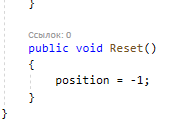 }
Ссылок: 0
public void Reset()
{
position = -1;
}
}